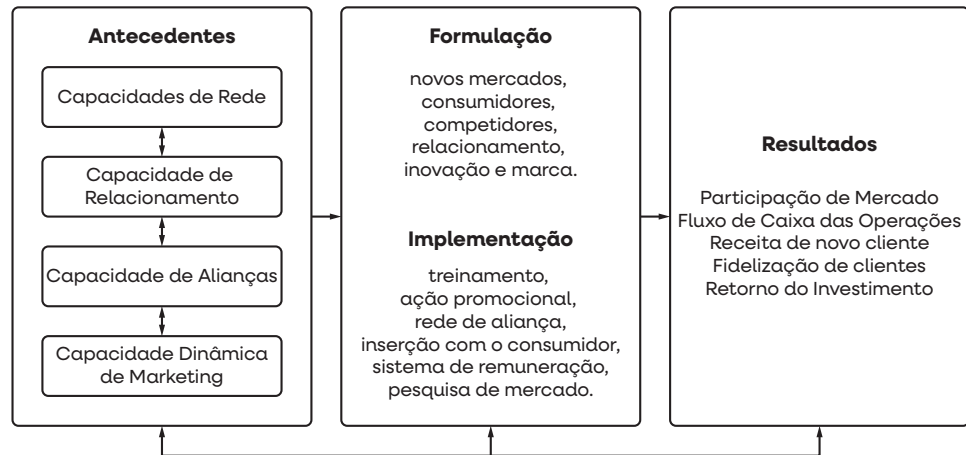 Antecedentes
Capacidades de Rede
Capacidade de
Relacionamento
Capacidade de Alianças
Capacidade Dinâmica
de Marketing
Formulação
novos mercados,
consumidores,
competidores,
relacionamento,
inovação e marca.
Implementação
treinamento,
ação promocional,
rede de aliança,
inserção com o consumidor,
sistema de remuneração,
pesquisa de mercado.
Resultados
Participação de Mercado
Fluxo de Caixa das Operações
Receita de novo cliente
Fidelização de clientes
Retorno do Investimento